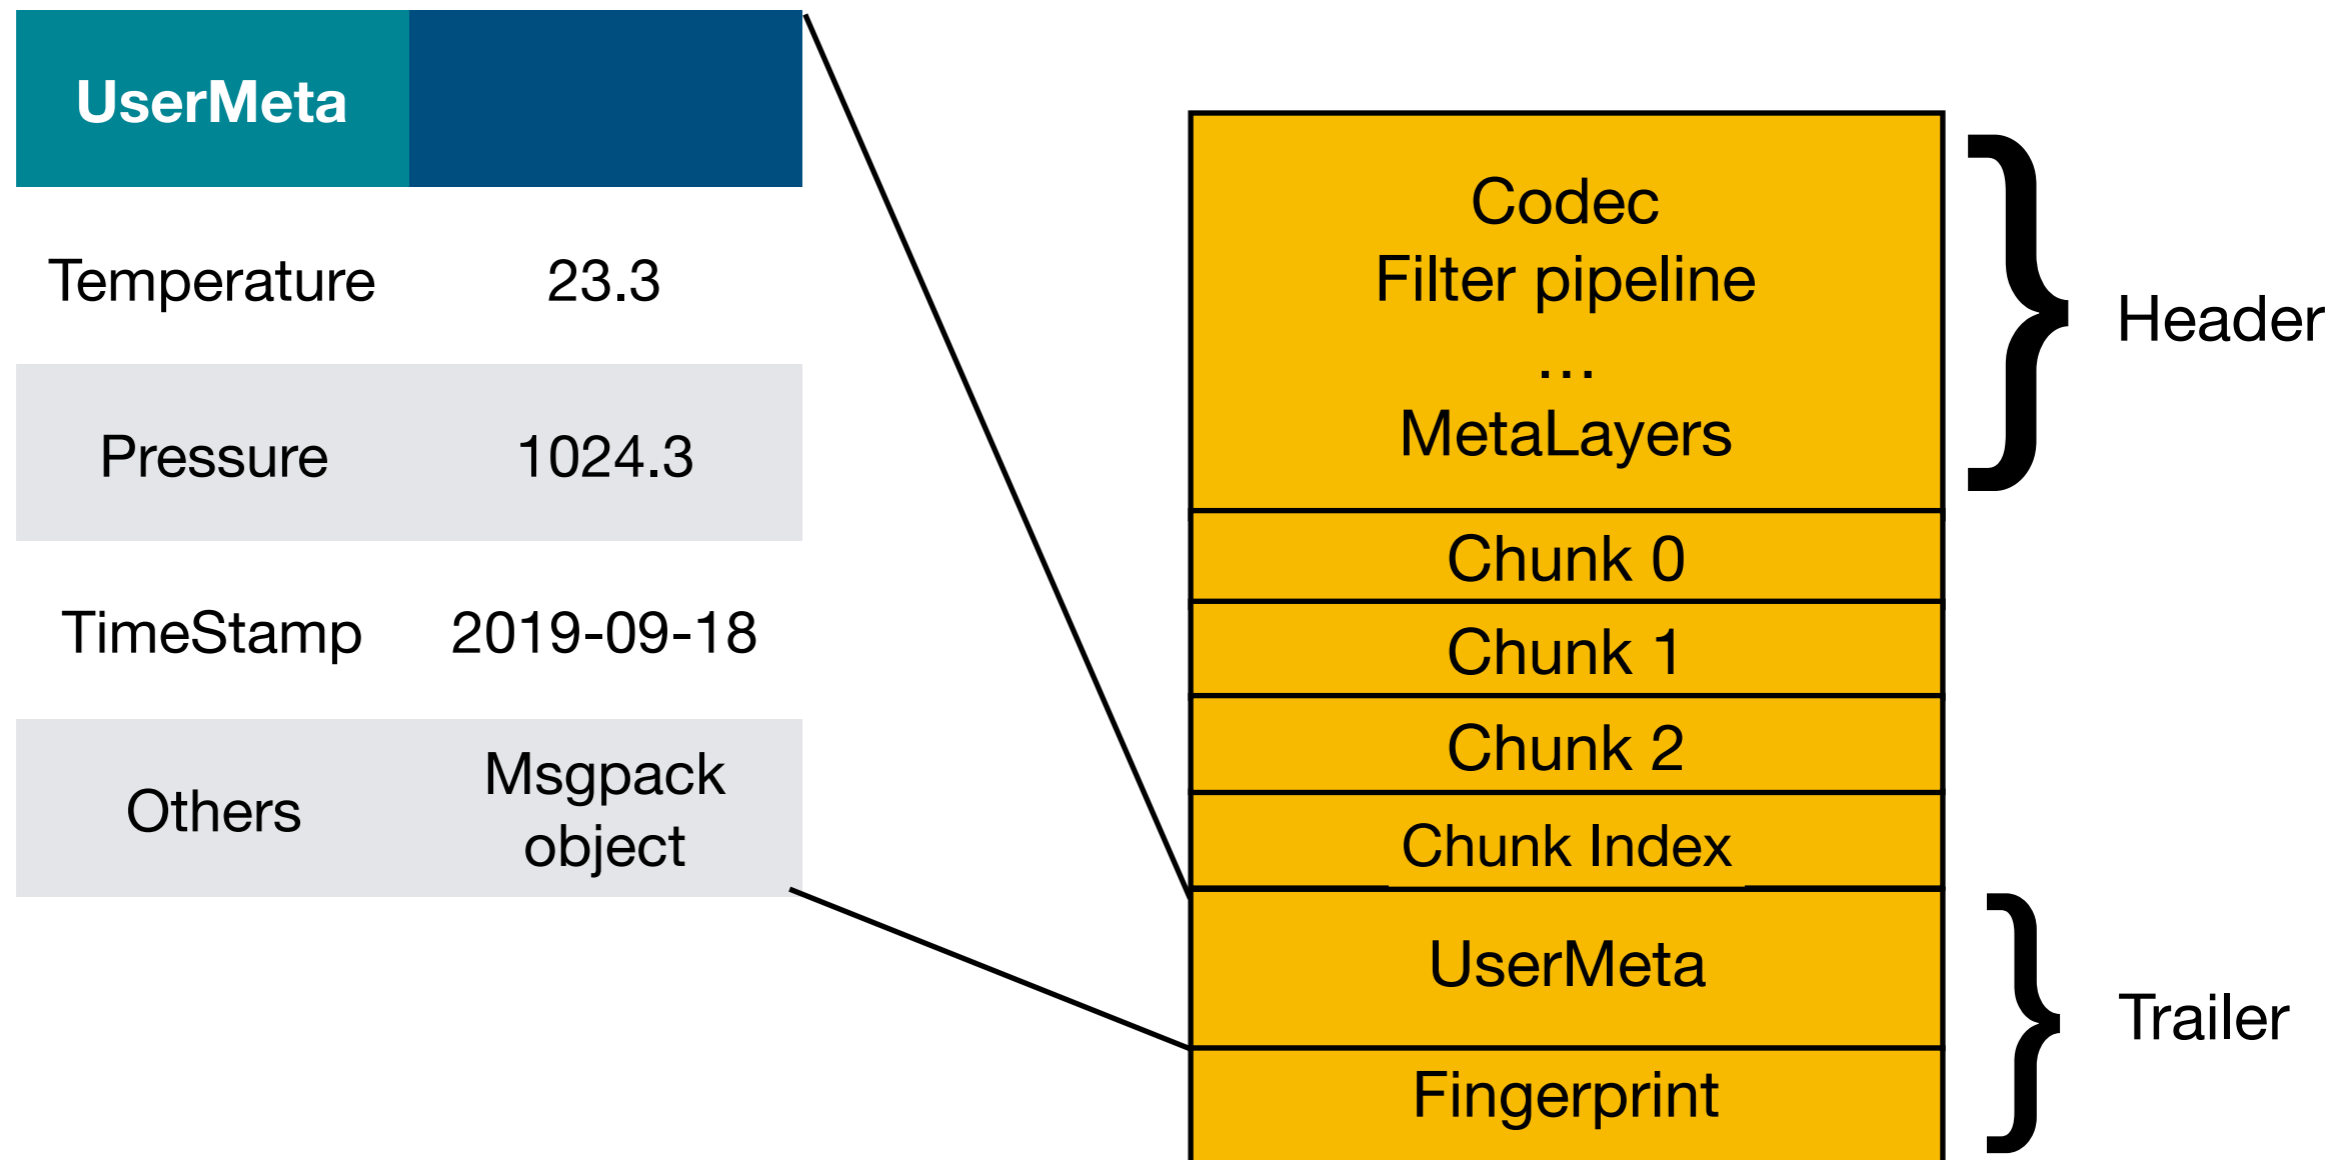 UserMeta
Temperature 23.3
Pressure 1024.3
TimeStamp 2019-09-18
Others Msgpack
object
Codec
Filter pipeline
...
MetaLayers
Header
Chunk 0
Chunk 1
Chunk 2
Chunk Index
UserMeta
Trailer
Fingerprint